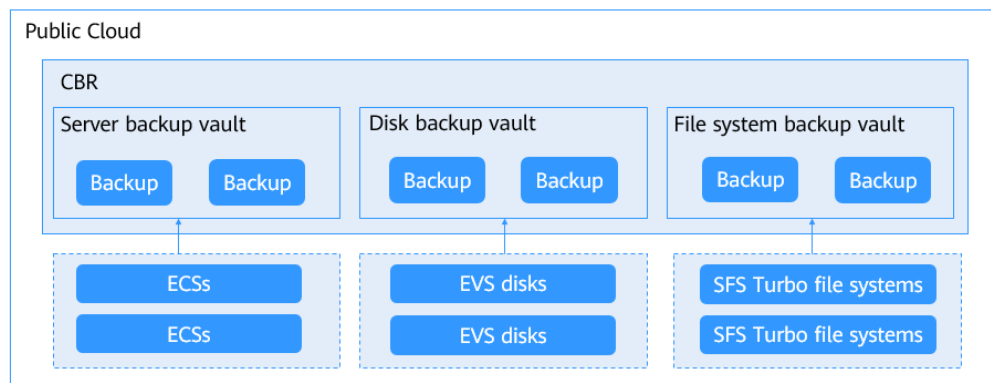 Public Cloud
CBR
Server backup vault
Disk backup vault
File system backup vault
Backup
Backup
Backup
Backup
Backup
Backup
ECSs
EVS disks
SFS Turbo file systems
ECSs
EVS disks
SFS Turbo file systems